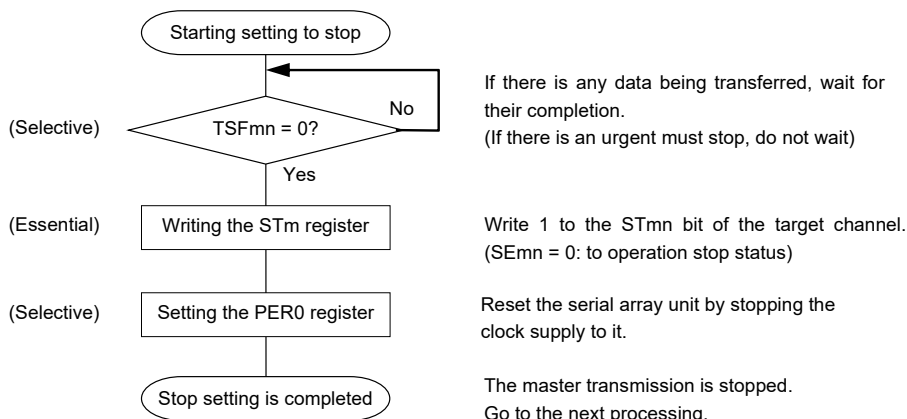 Starting setting to stop
If there is any data being transferred, wait for
their completion.
(If there is an urgent must stop, do not wait)
(Selective)
TSFmn = 0?
No
Yes
(Essential)
Writing the STm register
Write 1 to the STmn bit of the target channel.
(SEmn = 0: to operation stop status)
(Selective)
Setting the PER0 register
Reset the serial array unit by stopping the
clock supply to it.
Stop setting is completed
The master transmission is stopped.
Go to the next processing.